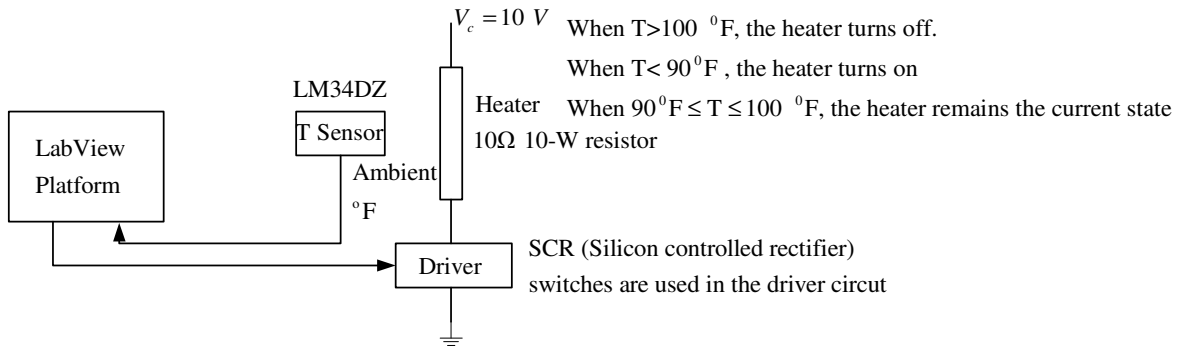 V_c = 10 V
When T>100 ⁰F, the heater turns off.
When T< 90⁰F , the heater turns on
When 90⁰F ≤ T ≤ 100 ⁰F, the heater remains the current state
LM34DZ
T Sensor
Heater
10Ω 10-W resistor
LabView
Platform
Ambient
°F
Driver
SCR (Silicon controlled rectifier)
switches are used in the driver circut